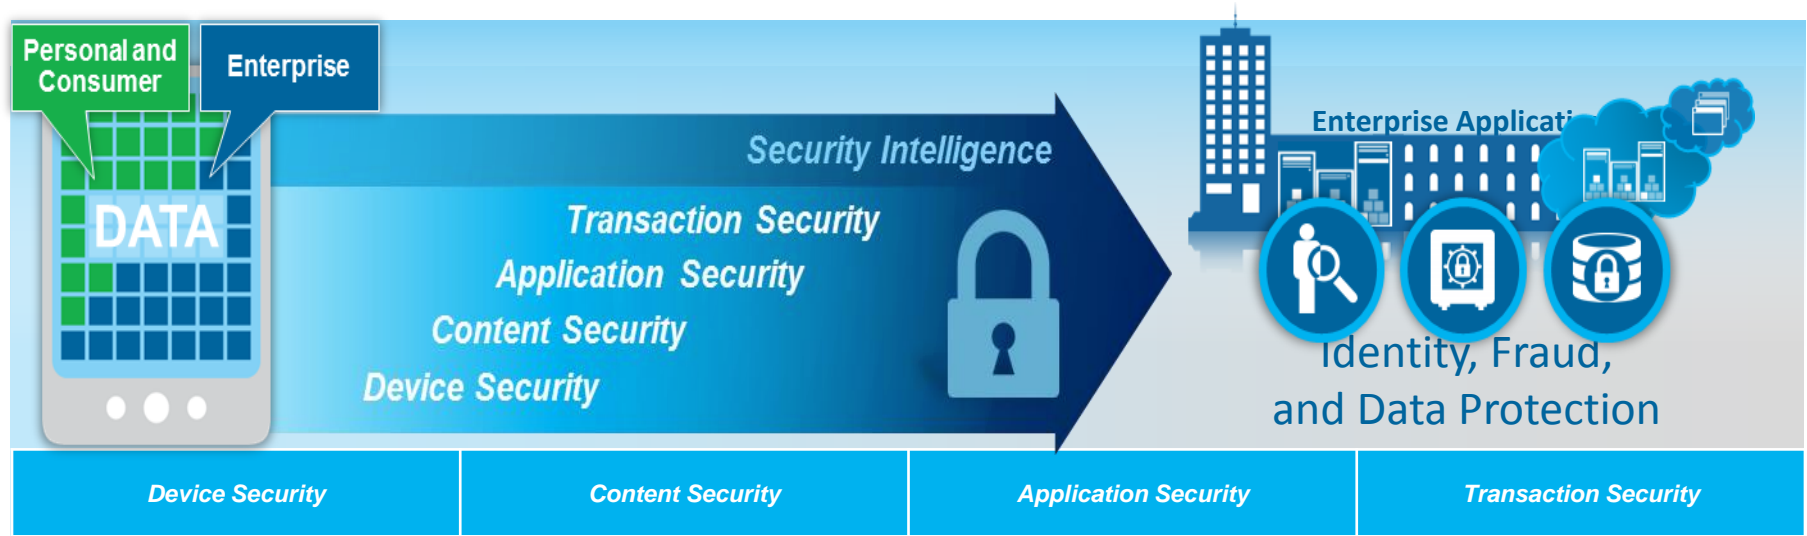 Personal and
Consumer
Enterprise
DATA
Security Intelligence
Transaction Security
Application Security
Content Security
Device Security
Enterprise
Identity, Fraud,
and Data Protection
Device Security
Content Security
Application Security
Transaction Security